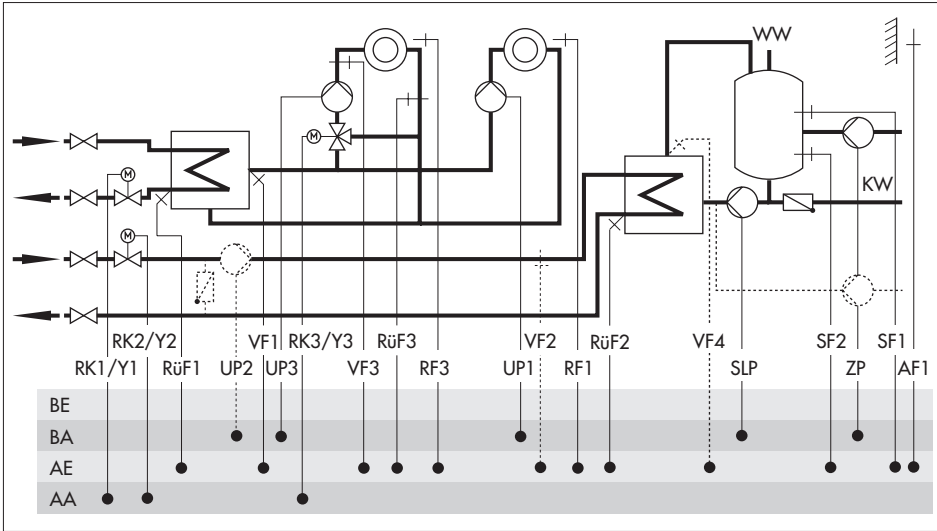 WW
M
M
KW
M
RK2/Y2 VF1 RK3/Y3 RüF3 VF2 RüF2 VF4 SF2 SF1
RK1/Y1 RüF1 UP2 UP3 VF3 RF3 UP1 RF1 SLP ZP AF1
BE
BA
AE
AA